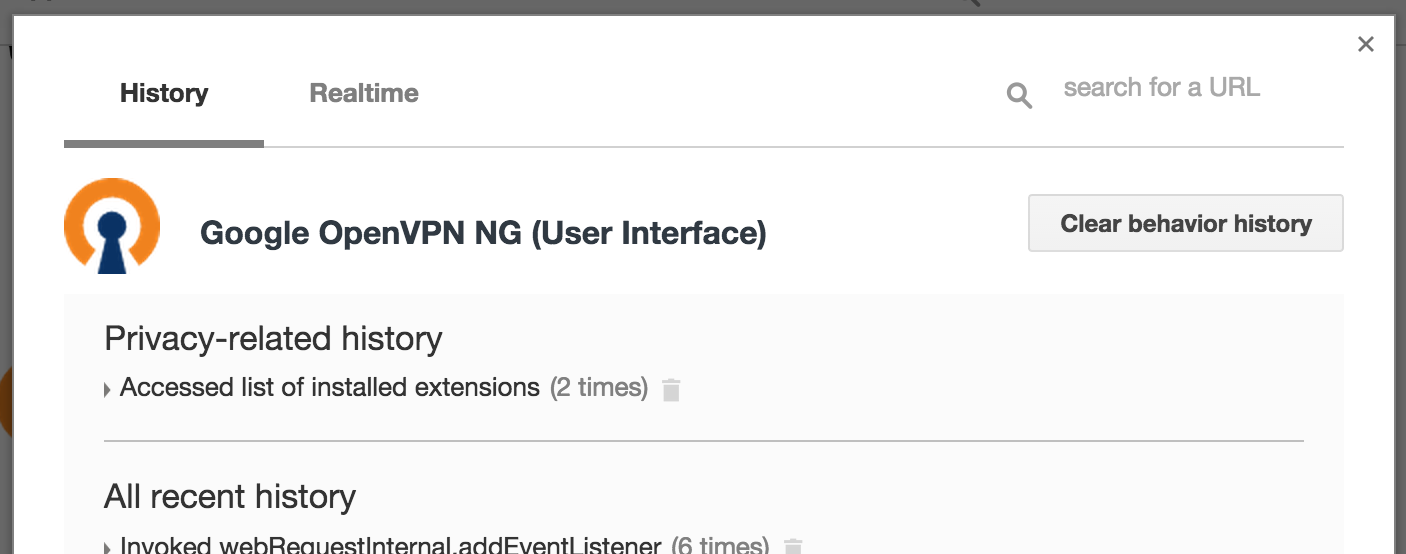 History Realtime search for a URL
Google OpenVPN NG (User Interface) Clear behavior history
Privacy-related history
Accessed list of installed extensions (2 times)
All recent history
Invoked webRequestInternal.addEventListener (6 times)